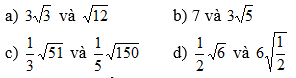 a) 3√3 và √12 b) 7 và 3√5
c) 1/3 √51 và 1/5 √150 d) 1/2 √6 và 6√(1/2)